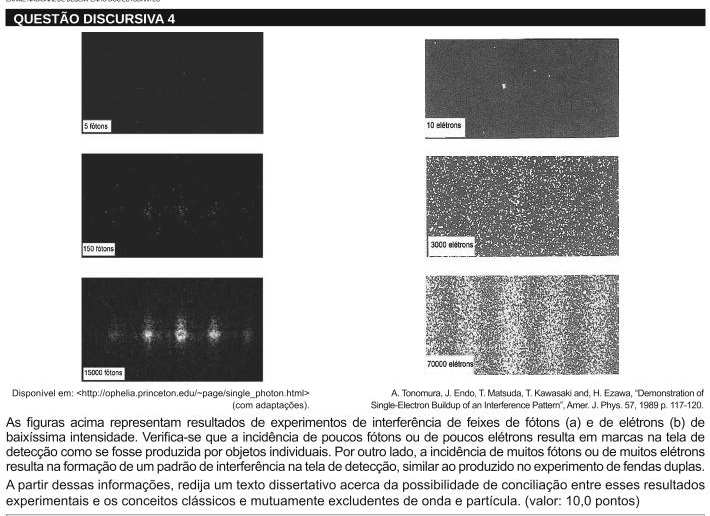 QUESTÃO DISCURSIVA 4
5 fótons
10 elétrons
150 fótons
3000 elétrons
15000 fótons
70000 elétrons
Disponível em: <http://ophelia.princeton.edu/~page/single_photon.html>
(com adaptações).
A. Tonomura, J. Endo, T. Matsuda, T. Kawasaki and, H. Ezawa, "Demonstration of
Single-Electron Buildup of an Interference Pattern", Amer. J. Phys. 57, 1989 p. 117-120.
As figuras acima representam resultados de experimentos de interferência de feixes de fótons (a) e de elétrons (b) de
baixíssima intensidade. Verifica-se que a incidência de poucos fótons ou de poucos elétrons resulta em marcas na tela de
detecção como se fosse produzida por objetos individuais. Por outro lado, a incidência de muitos fótons ou de muitos elétrons
resulta na formação de um padrão de interferência na tela de detecção, similar ao produzido no experimento de fendas duplas.
A partir dessas informações, redija um texto dissertativo acerca da possibilidade de conciliação entre esses resultados
experimentais e os conceitos clássicos e mutuamente excludentes de onda e partícula. (valor: 10,0 pontos)